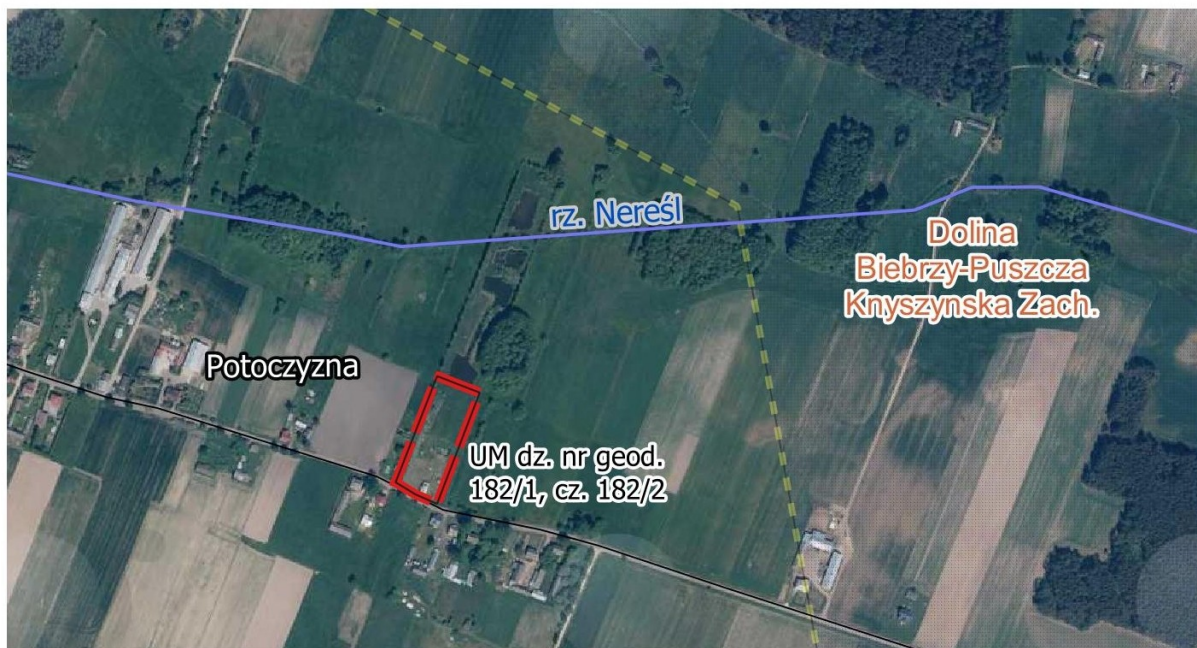 rz. Nereśl
Dolina
Biebrzy-Puszcza
Knyszynska Zach.
Potoczyzna
UM dz. nr geod.
182/1, cz. 182/2